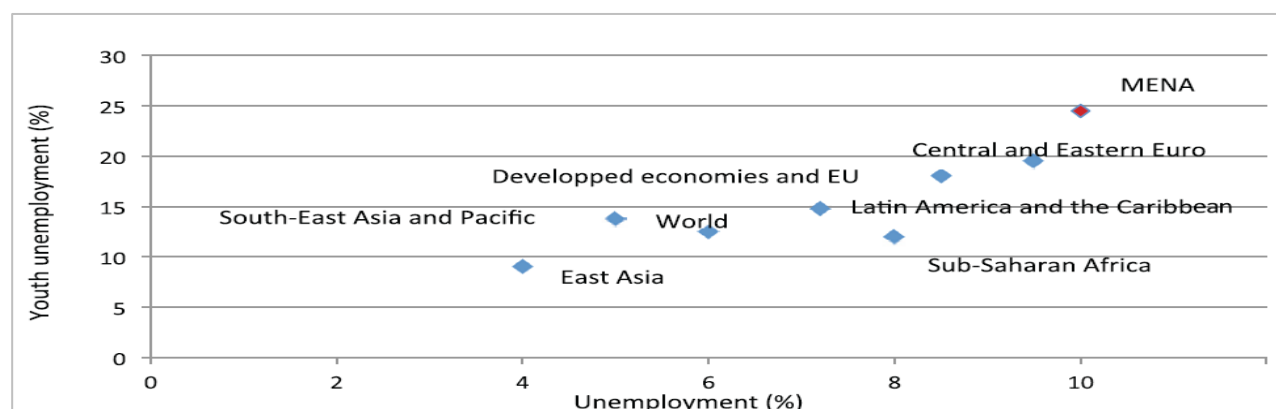 Youth unemployment (%)
30
25
20
15
10
5
0
MENA
Central and Eastern Euro
Developped economies and EU
Latin America and the Caribbean
South-East Asia and Pacific
World
Sub-Saharan Africa
East Asia
0 2 4 6 8 10
Unemployment (%)